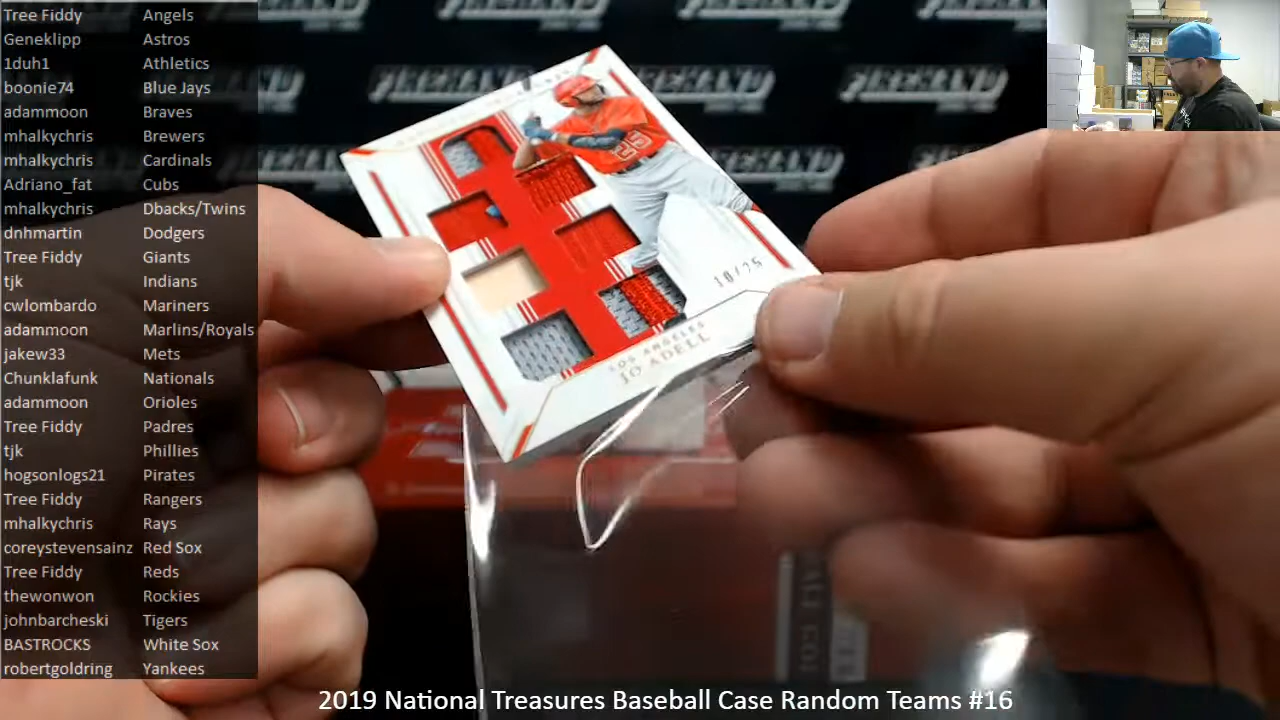 Tree Fiddy Angels
Geneklipp Astros
1duh1 Athletics
boonie74 Blue Jays
adammoon Braves
mhalkychris Brewers
mhalkychris Cardinals
Adriano_fat Cubs
mhalkychris Dbacks/Twins
dnhmartin Dodgers
Tree Fiddy Giants
tjk Indians
cwlombardo Mariners
adammoon Marlins/Royals
jakew33 Mets
Chunklafunk Nationals
adammoon Orioles
Tree Fiddy Padres
tjk Phillies
hogsonlogs21 Pirates
Tree Fiddy Rangers
mhalkychris Rays
coreystevensainz Red Sox
Tree Fiddy Reds
thewonwon Rockies
johnbarcheski Tigers
BASTROCKS White Sox
robertgoldring Yankees
FIREHAND FIREHAND
25
10/25
LOS ANGELES
JO ADELL
2019 National Treasures Baseball Case Random Teams #16